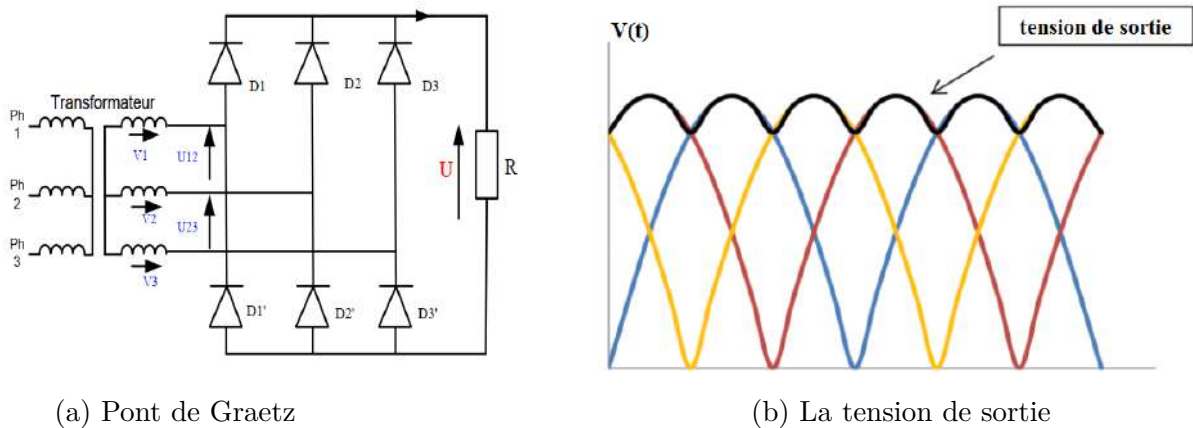 Transformateur
Ph
1
Ph
2
Ph
3
V1
V2
V3
U12
U23
D1
D2
D3
D1'
D2'
D3'
U
R
(a) Pont de Graetz
V(t)
tension de sortie
(b) La tension de sortie